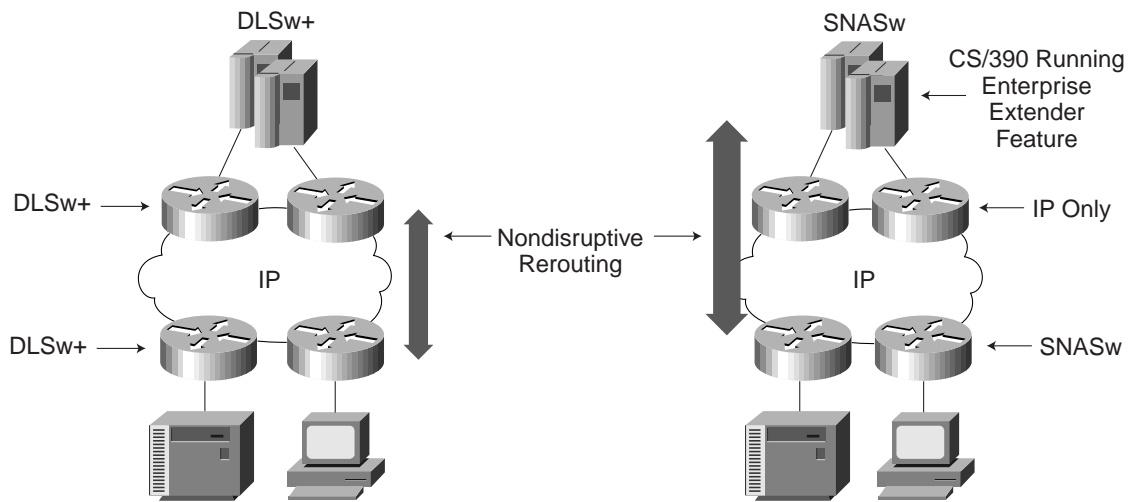 DLSw+
SNASw
CS/390 Running
Enterprise
Extender
Feature
DLSw+
Nondisruptive
Rerouting
IP Only
IP
IP
DLSw+
SNASw